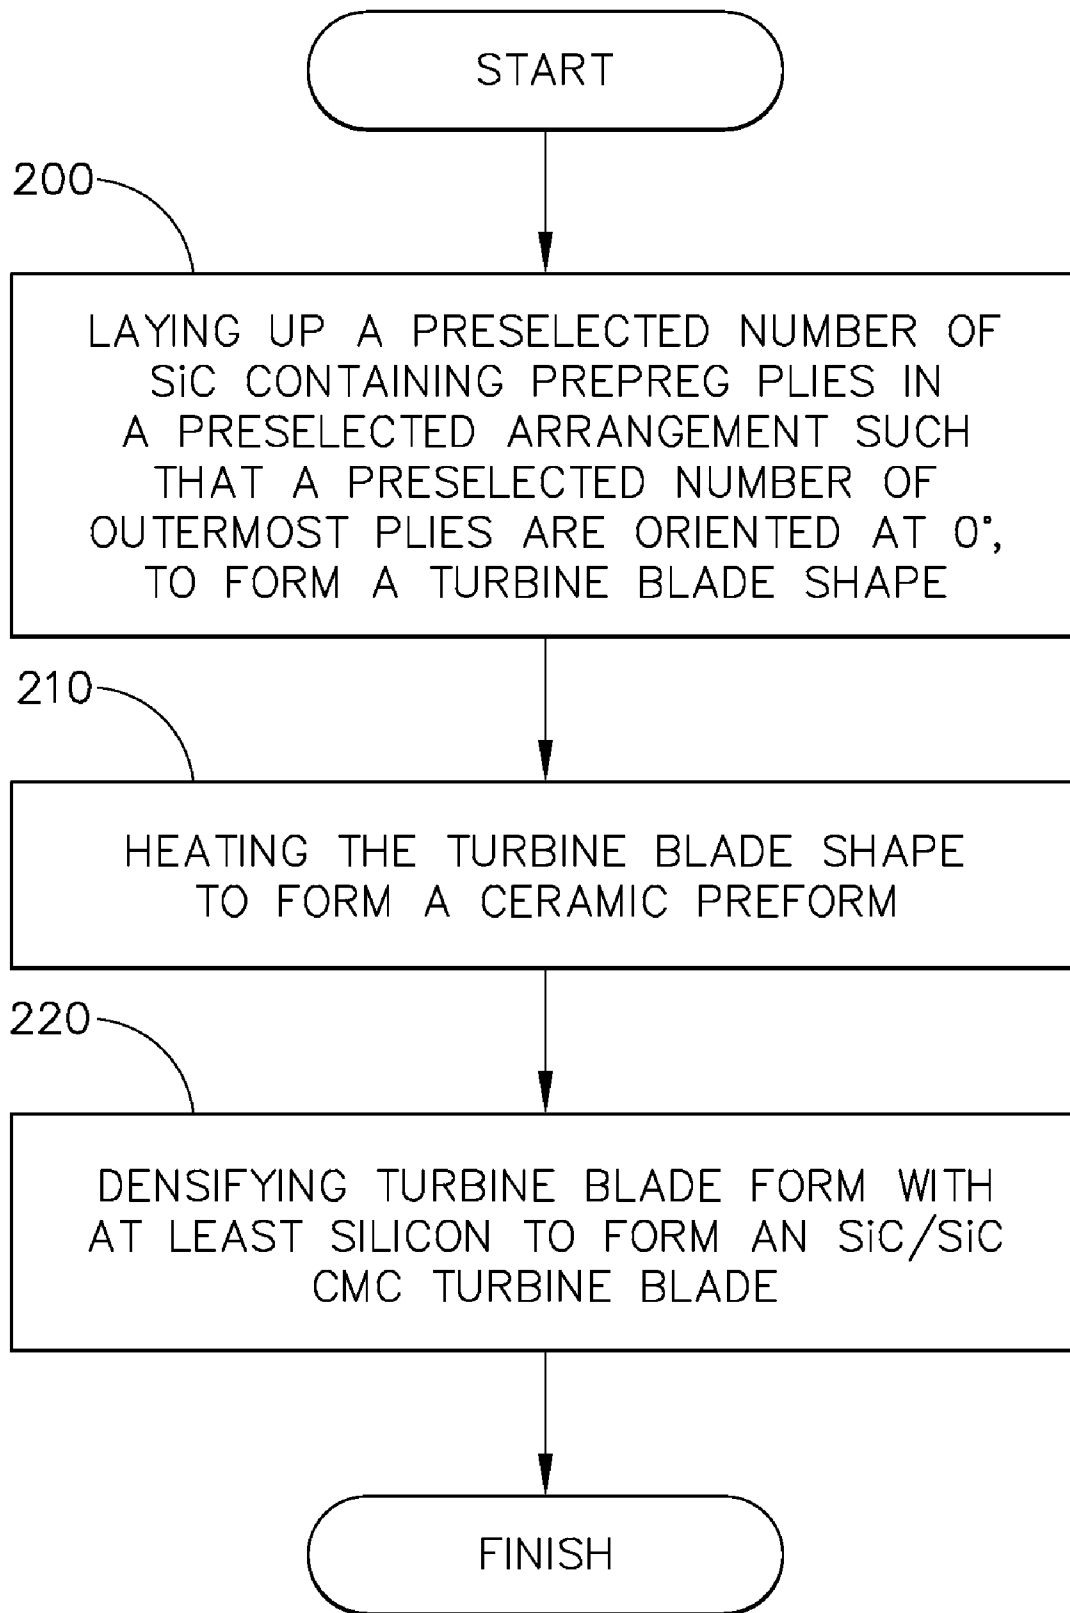 START
200
LAYING UP A PRESELECTED NUMBER OF
SiC CONTAINING PREPREG PLIES IN
A PRESELECTED ARRANGEMENT SUCH
THAT A PRESELECTED NUMBER OF
OUTERMOST PLIES ARE ORIENTED AT 0°,
TO FORM A TURBINE BLADE SHAPE
210
HEATING THE TURBINE BLADE SHAPE
TO FORM A CERAMIC PREFORM
220
DENSIFYING TURBINE BLADE FORM WITH
AT LEAST SILICON TO FORM AN SiC/SiC
CMC TURBINE BLADE
FINISH